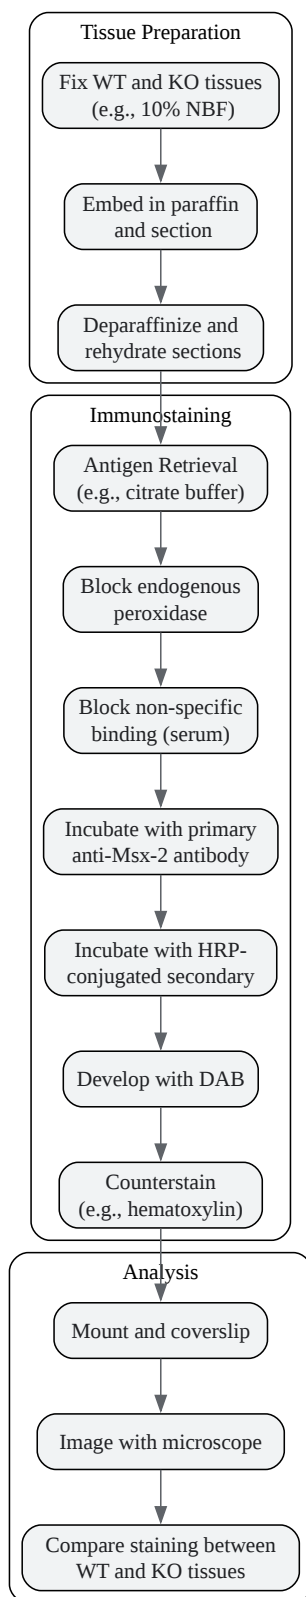 Tissue Preparation
Fix WT and KO tissues
(e.g., 10% NBF)
Embed in paraffin
and section
Deparaffinize and
rehydrate sections
Immunostaining
Antigen Retrieval
(e.g., citrate buffer)
Block endogenous
peroxidase
Block non-specific
binding (serum)
Incubate with primary
anti-Msx-2 antibody
Incubate with HRP-
conjugated secondary
Develop with DAB
Counterstain
(e.g., hematoxylin)
Analysis
Mount and coverslip
Image with microscope
Compare staining between
WT and KO tissues